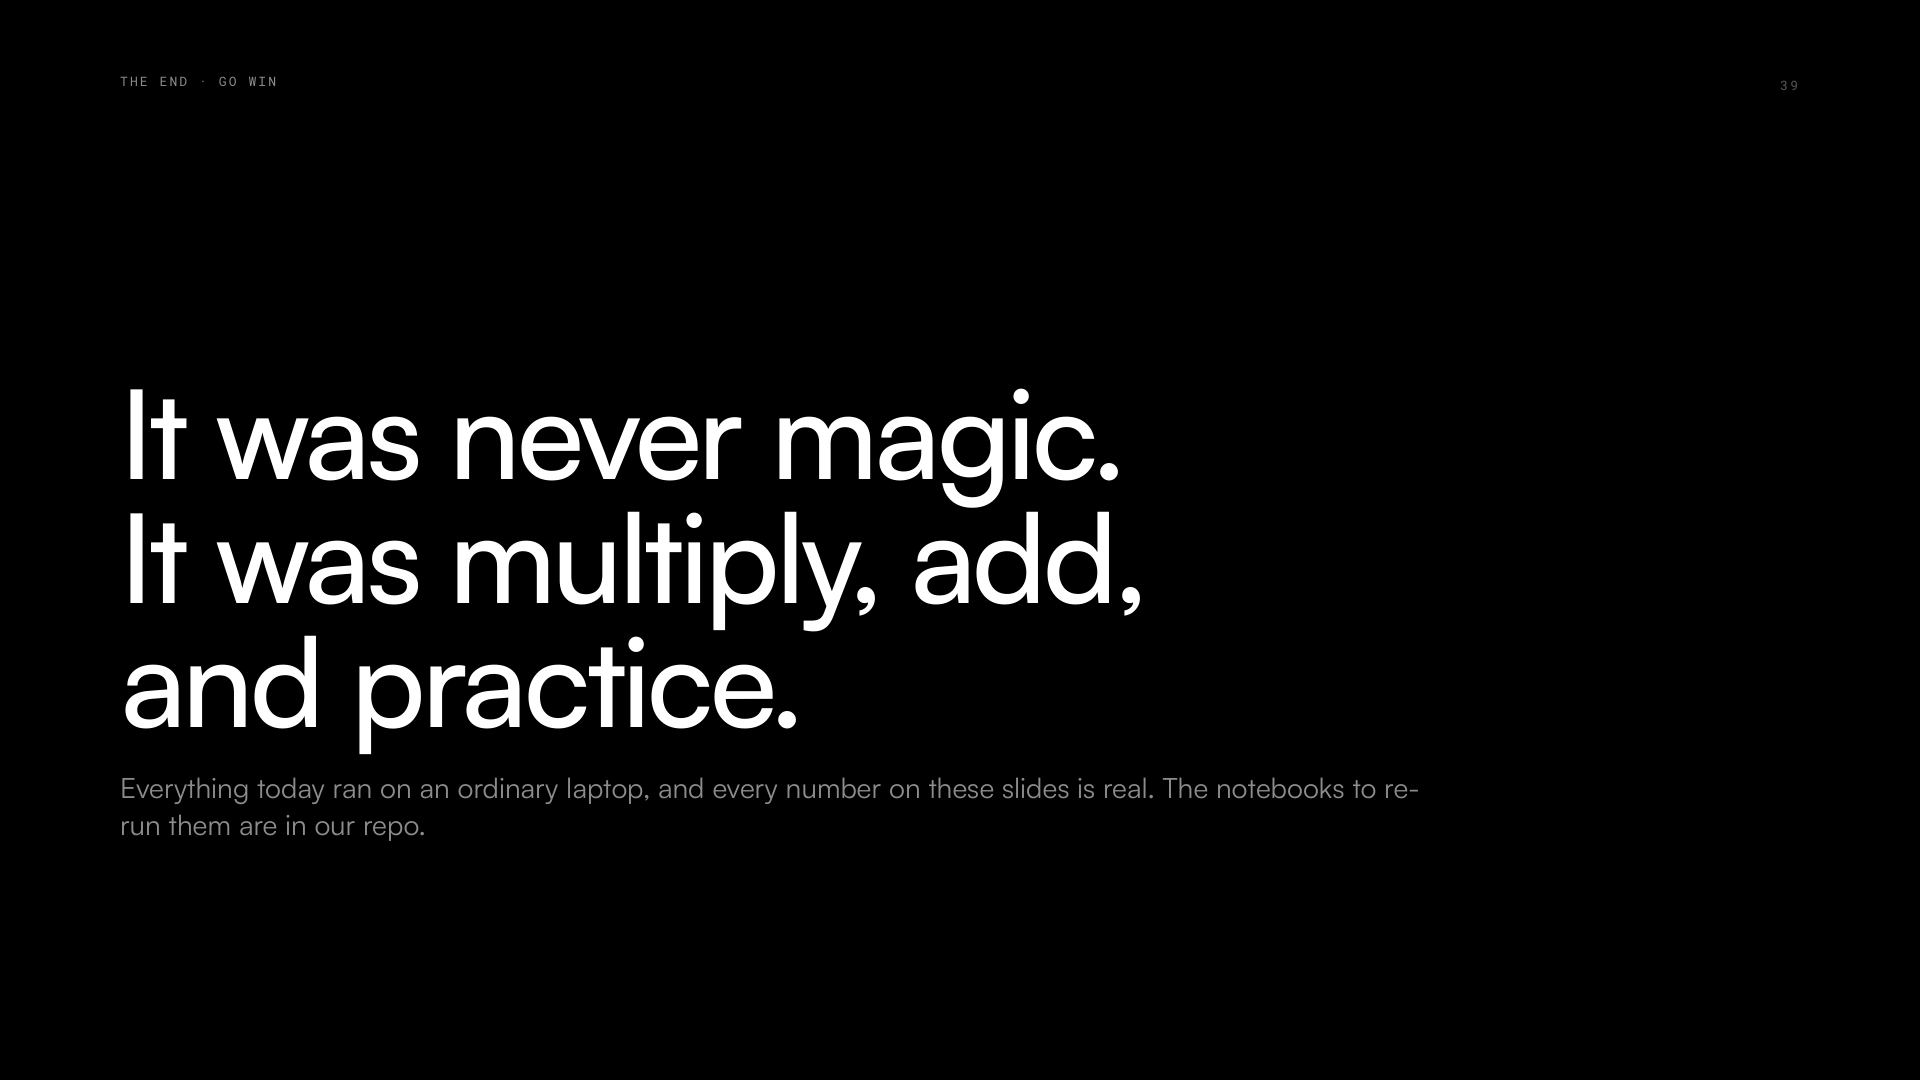 THE END · GO WIN
39
It was never magic.
It was multiply, add,
and practice.
Everything today ran on an ordinary laptop, and every number on these slides is real. The notebooks to re-
run them are in our repo.